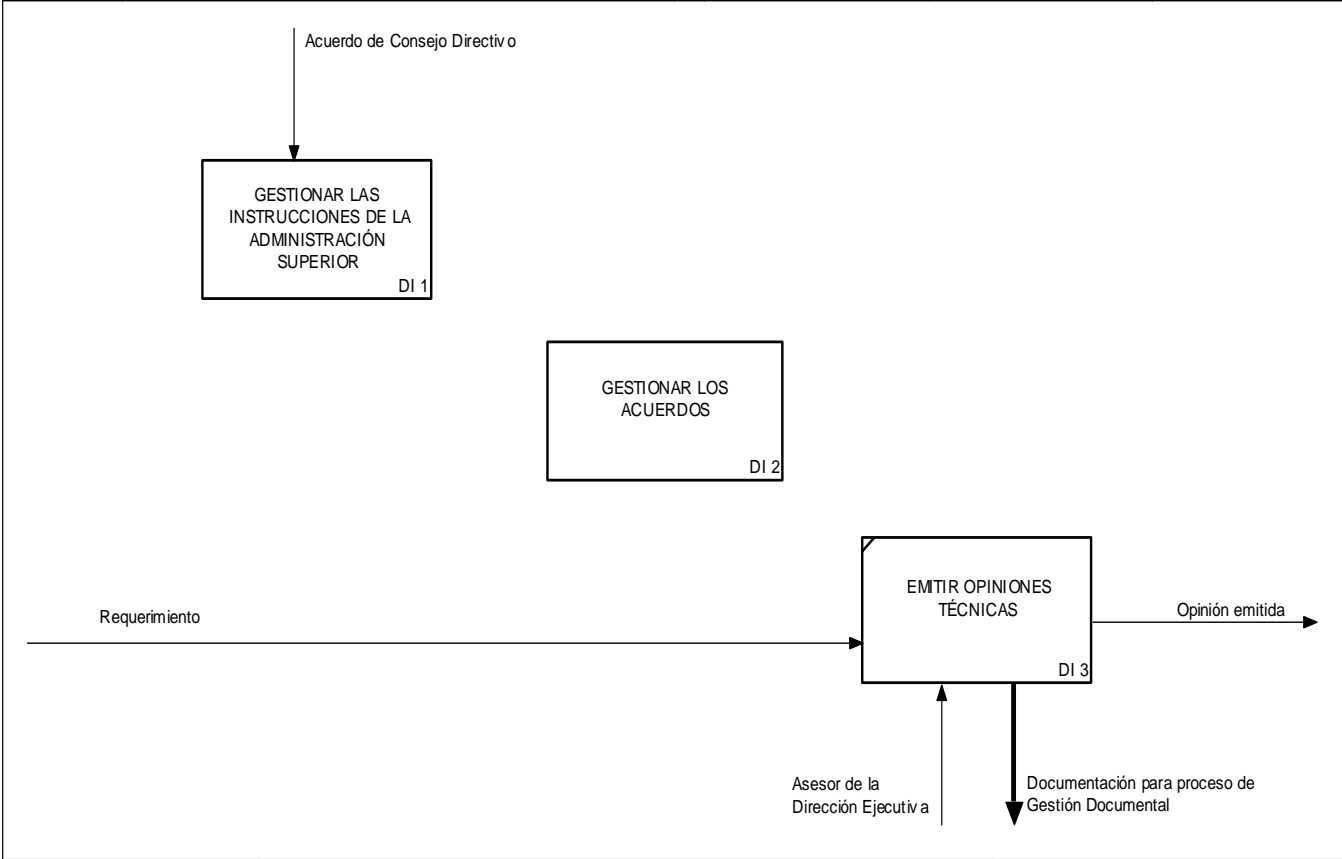 Acuerdo de Consejo Directivo
GESTIONAR LAS
INSTRUCCIONES DE LA
ADMINISTRACIÓN
SUPERIOR
DI 1
GESTIONAR LOS
ACUERDOS
DI 2
EMITIR OPINIONES
TÉCNICAS
DI 3
Requerimiento
Opinión emitida
Asesor de la
Dirección Ejecutiva
Documentación para proceso de
Gestión Documental